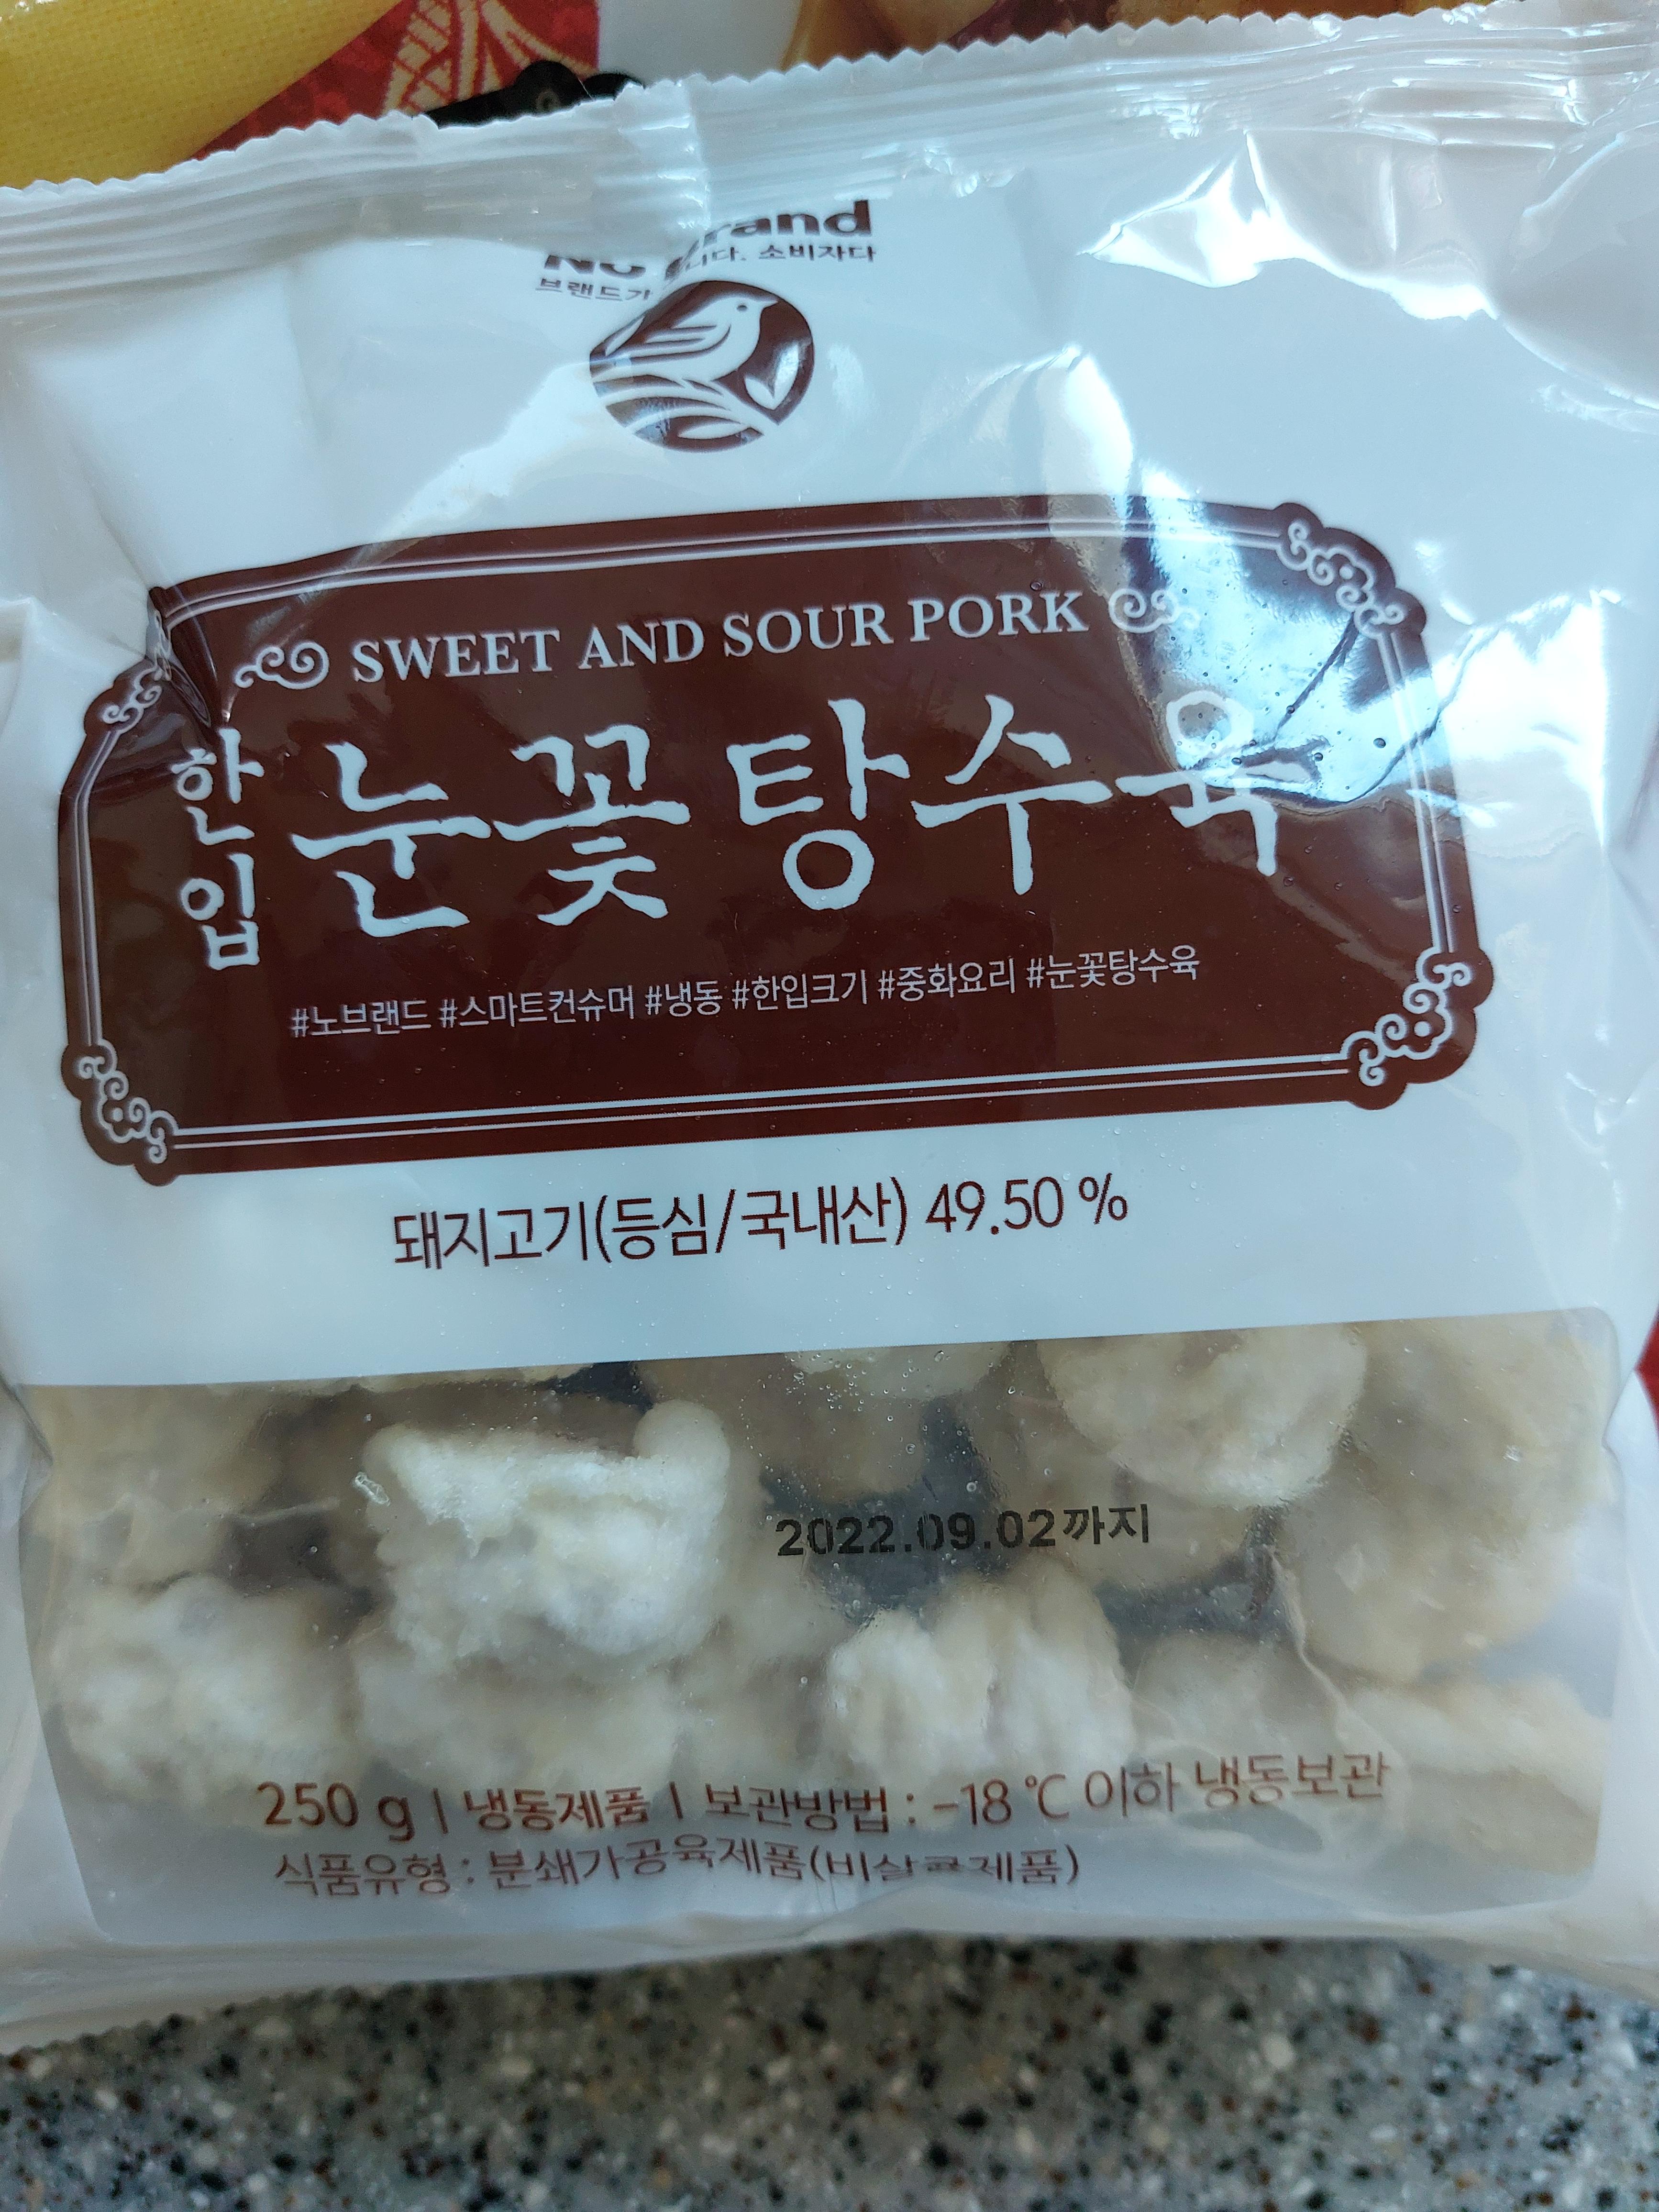 No Brand
브랜드가 아니다. 소비자다
SWEET AND SOUR PORK
한입 눈꽃탕수육
#노브랜드 #스마트컨슈머 #냉동 #한입크기 #중화요리 #눈꽃탕수육
돼지고기(등심/국내산) 49.50 %
2022.09.02까지
250 g | 냉동제품 | 보관방법 : -18 ℃ 이하 냉동보관
식품유형 : 분쇄가공육제품(비살균제품)